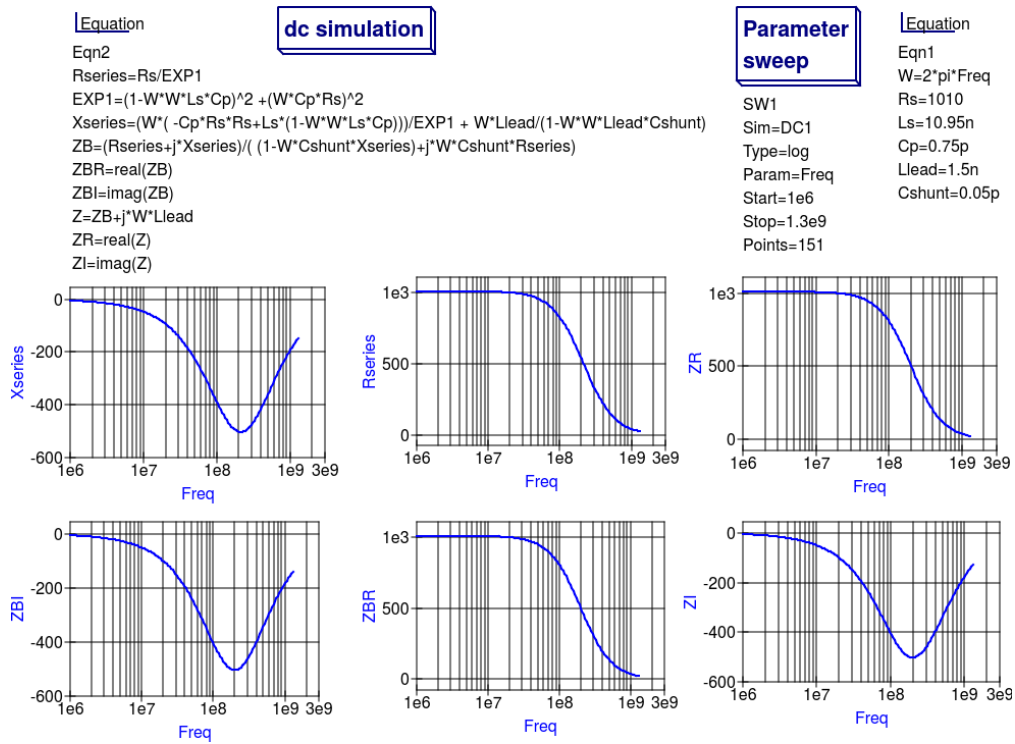 Equation
Eqn2
Rseries=Rs/EXP1
EXP1=(1-W*W*Ls*Cp)^2 +(W*Cp*Rs)^2
Xseries=(W*( -Cp*Rs*Rs+Ls*(1-W*W*Ls*Cp)))/EXP1 + W*Llead/(1-W*W*Llead*Cshunt)
ZB=(Rseries+j*Xseries)/( (1-W*Cshunt*Xseries)+j*W*Cshunt*Rseries)
ZBR=real(ZB)
ZBI=imag(ZB)
Z=ZB+j*W*Llead
ZR=real(Z)
ZI=imag(Z)
dc simulation
Parameter
sweep
SW1
Sim=DC1
Type=log
Param=Freq
Start=1e6
Stop=1.3e9
Points=151
Equation
Eqn1
W=2*pi*Freq
Rs=1010
Ls=10.95n
Cp=0.75p
Llead=1.5n
Cshunt=0.05p
Xseries
0
-200
-400
-600
1e6 1e7 1e8 1e9 3e9
Freq
Rseries
1e3
500
0
1e6 1e7 1e8 1e9 3e9
Freq
ZR
1e3
500
0
1e6 1e7 1e8 1e9 3e9
Freq
ZBI
0
-200
-400
-600
1e6 1e7 1e8 1e9 3e9
Freq
ZBR
1e3
500
0
1e6 1e7 1e8 1e9 3e9
Freq
ZI
0
-200
-400
-600
1e6 1e7 1e8 1e9 3e9
Freq